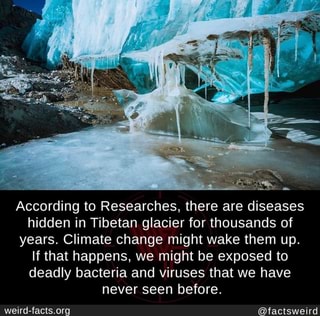 According to Researches, there are diseases
hidden in Tibetan glacier for thousands of
years. Climate change might wake them up.
If that happens, we might be exposed to
deadly bacteria and viruses that we have
never seen before.
weird-facts.org @factsweird